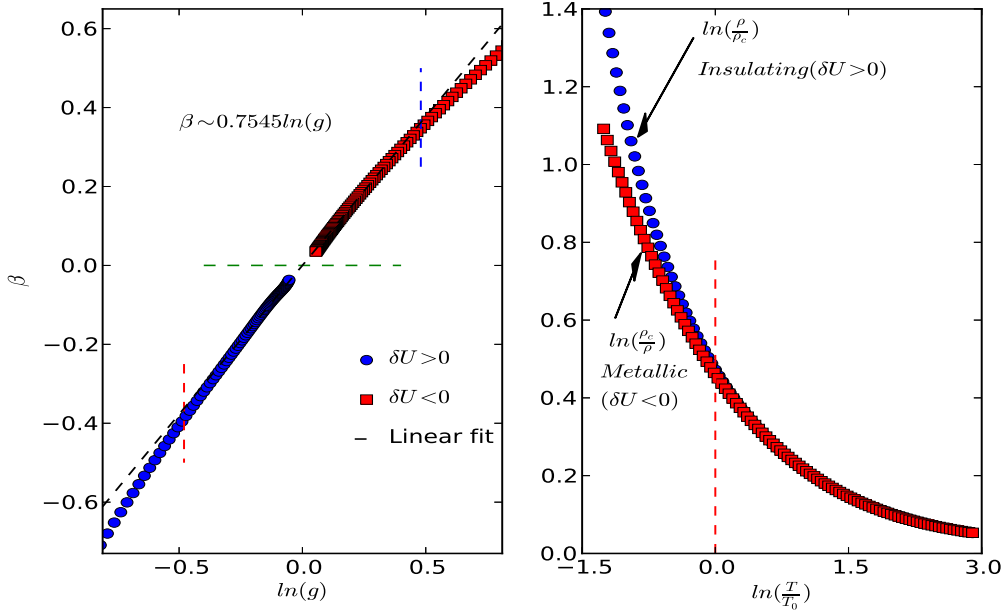 0.6
0.4
0.2
0.0
−0.2
−0.4
−0.6
β
β∼0.7545ln(g)
δU>0
δU<0
Linear fit
−0.5
0.0
0.5
ln(g)
1.4
1.2
1.0
0.8
0.6
0.4
0.2
0.0
ln(ρ/ρ_c)
Insulating(δU>0)
ln(ρ_c/ρ)
Metallic
(δU<0)
−1.5
0.0
1.5
3.0
ln(T/T_0)